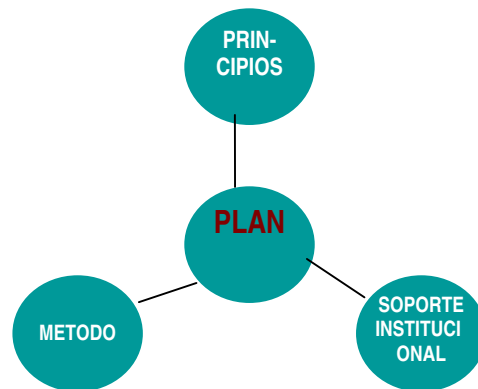 PRIN-
CIPIOS
PLAN
METODO
SOPORTE
INSTITUCI
ONAL